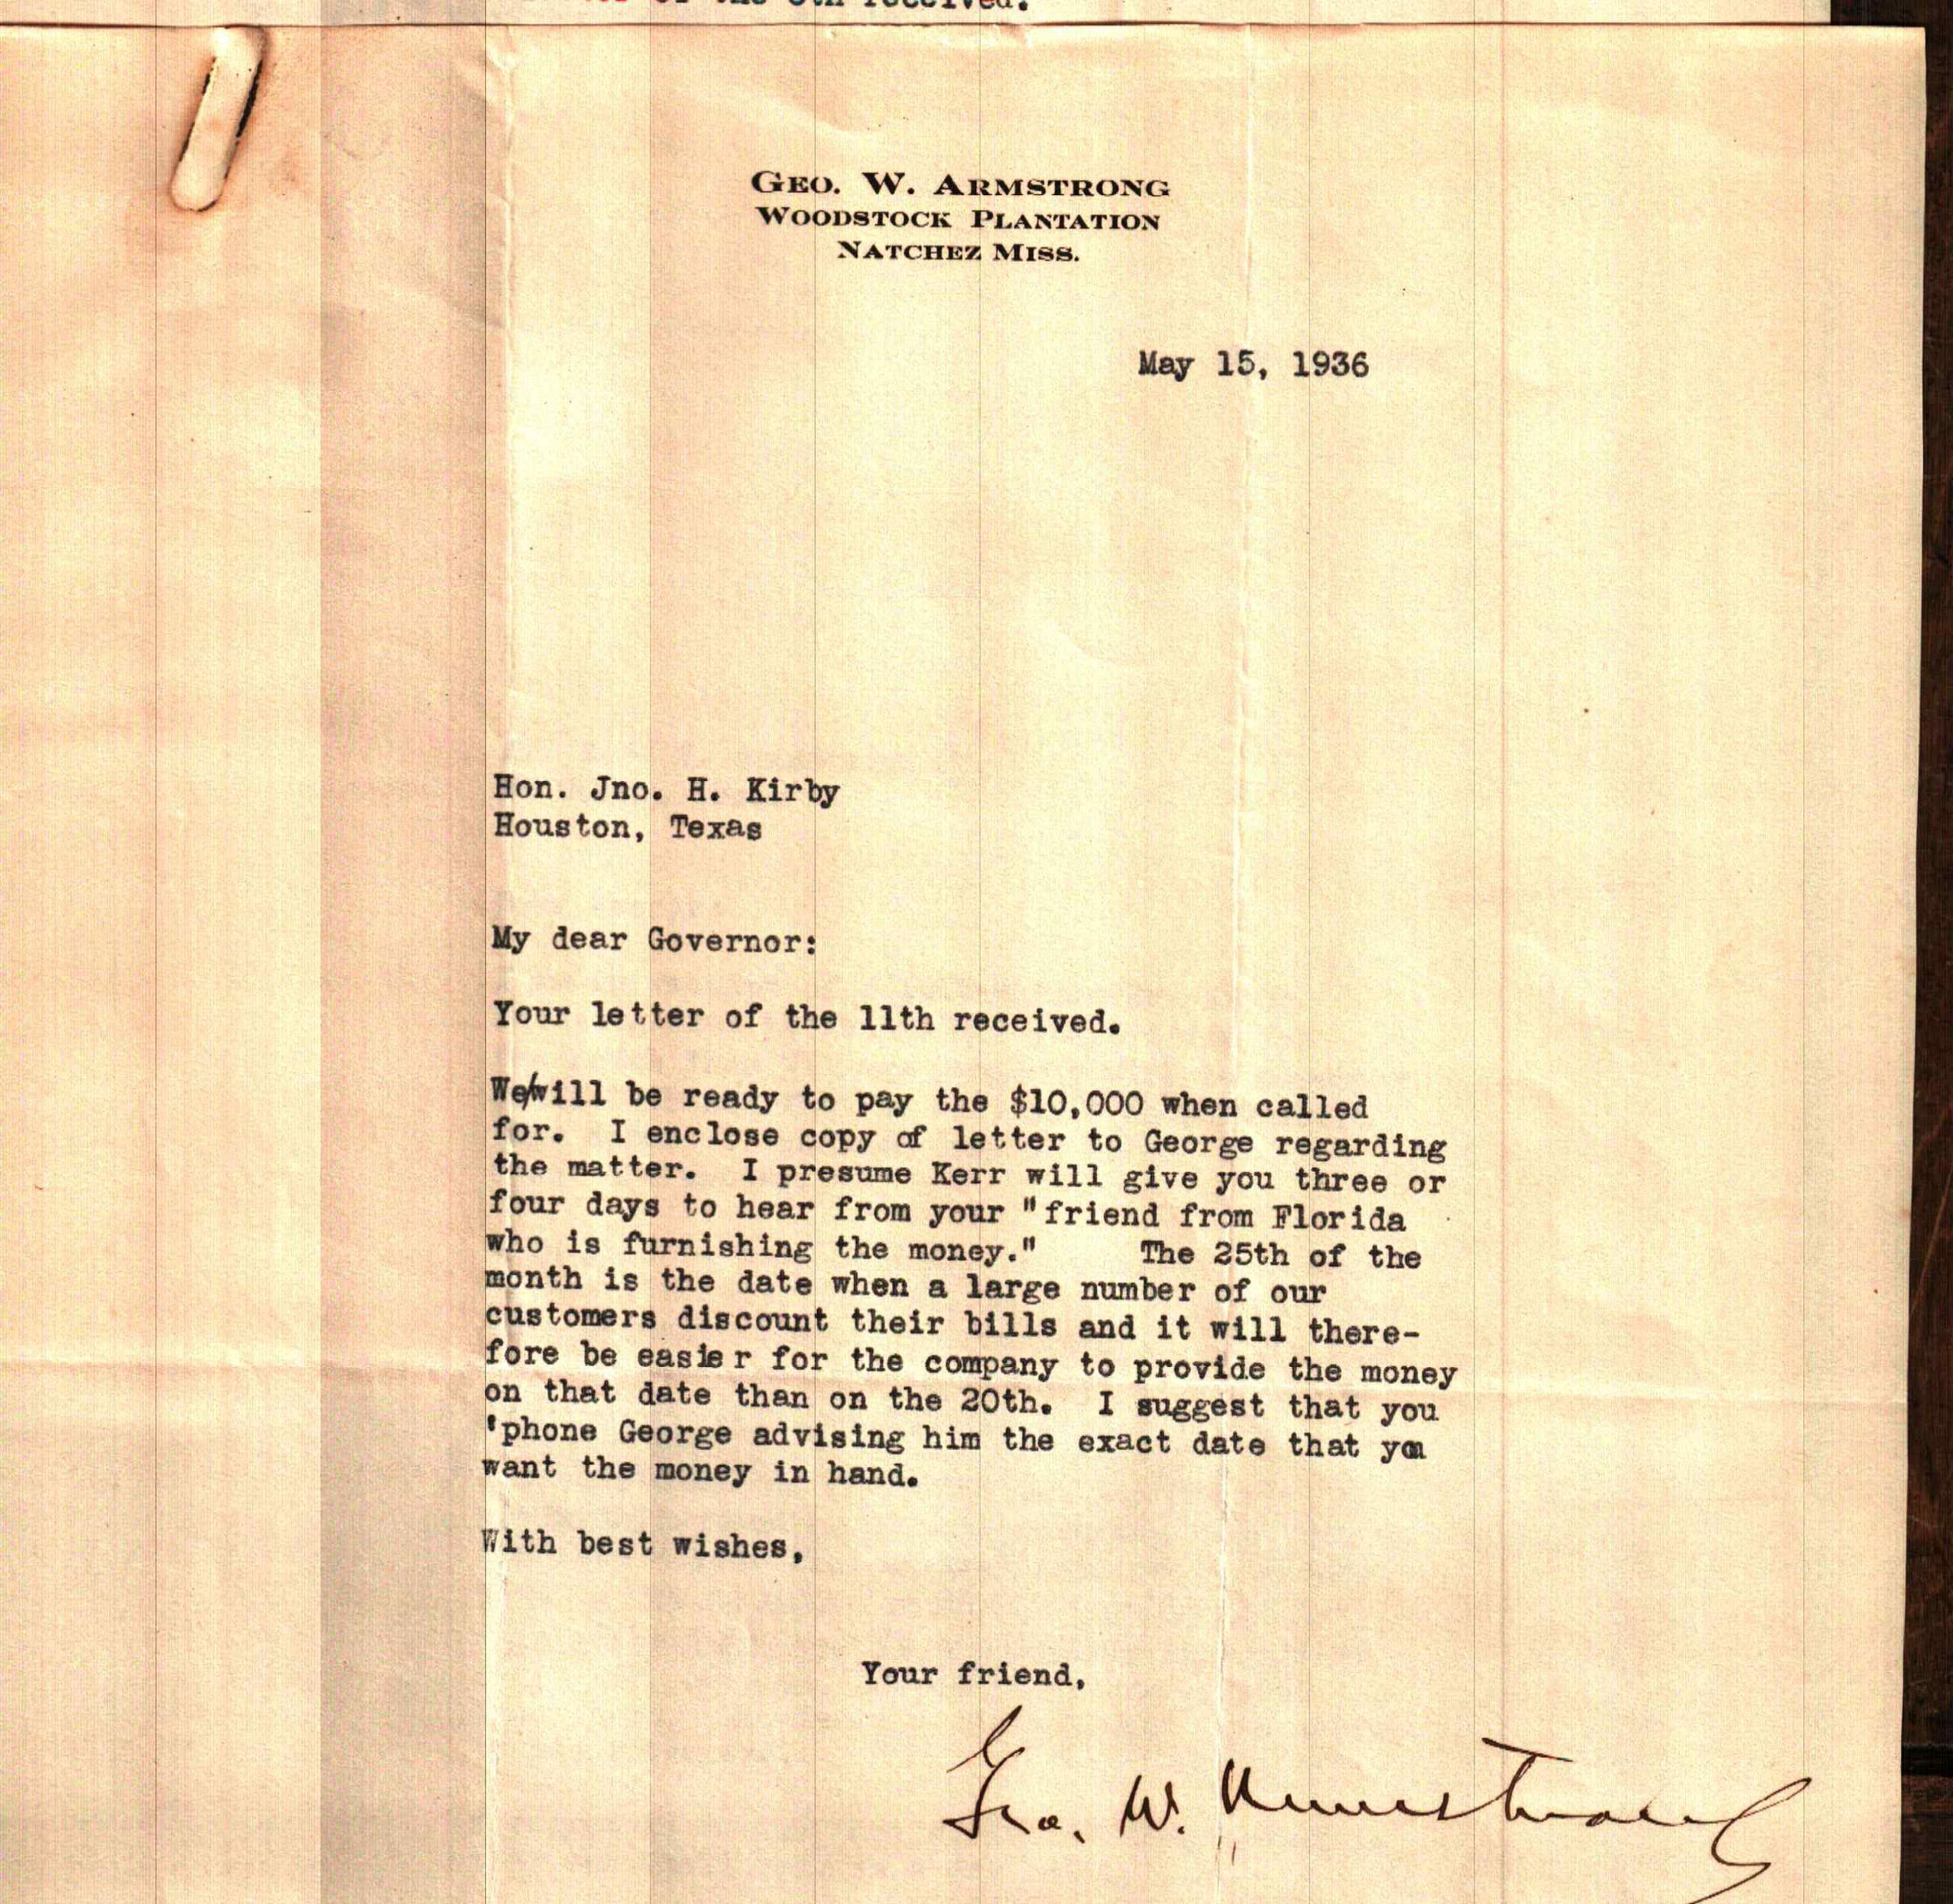 of the 8th received.
GEO. W. ARMSTRONG
WOODSTOCK PLANTATION
NATCHEZ MISS.
May 15, 1936
Hon. Jno. H. Kirby
Houston, Texas
My dear Governor:
Your letter of the 11th received.
We/will be ready to pay the $10,000 when called
for. I enclose copy of letter to George regarding
the matter. I presume Kerr will give you three or
four days to hear from your "friend from Florida
who is furnishing the money." The 25th of the
month is the date when a large number of our
customers discount their bills and it will there-
fore be easier for the company to provide the money
on that date than on the 20th. I suggest that you
'phone George advising him the exact date that you
want the money in hand.
With best wishes,
Your friend,
Geo. W. Armstrong